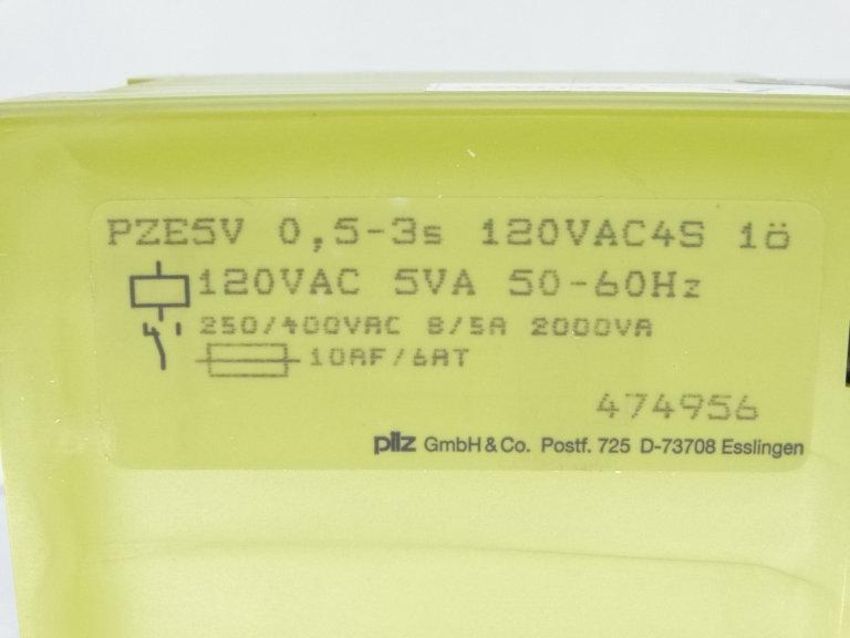 PZE5V 0,5-3s 120VAC4S 1ö
120VAC 5VA 50-60Hz
250/400VAC 8/5A 2000VA
10AF/6AT
474956
pilz GmbH & Co. Postf. 725 D-73708 Esslingen